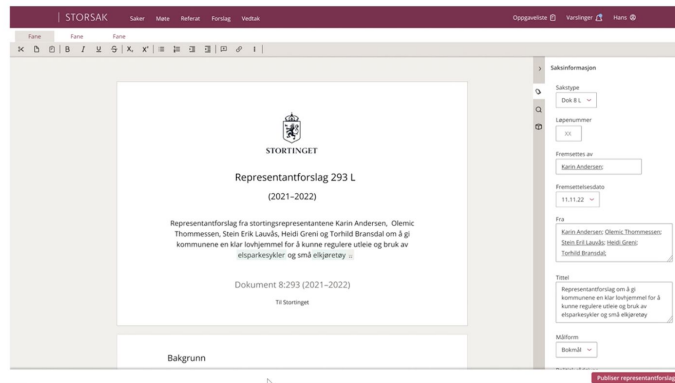 STORSAK
Saker Møte Referat Forslag Vedtak
Oppgaveliste Varslinger Hans
Fane Fane Fane
B I U S X, X'
Saksinformasjon
Sakstype
Dok 8 L
Løpenummer
XX
Fremsettes av
Karin Andersen;
Fremsettelsesdato
11.11.22
Fra
Karin Andersen; Olemic Thommessen;
Stein Eril Lauvås; Heidi Greni;
Torhild Bransdal;
Tittel
Representantforslag om å gi
kommunene en klar lovhjemmel for å
kunne regulere utleie og bruk av
elsparkesykler og små elkjøretøy
Målform
Bokmål
STORTINGET
Representantforslag 293 L
(2021–2022)
Representantforslag fra stortingsrepresentantene Karin Andersen, Olemic
Thommessen, Stein Erik Lauvås, Heidi Greni og Torhild Bransdal om å gi
kommunene en klar lovhjemmel for å kunne regulere utleie og bruk av
elsparkesykler og små elkjøretøy
Dokument 8:293 (2021–2022)
Til Stortinget
Bakgrunn
Publiser representantforslag